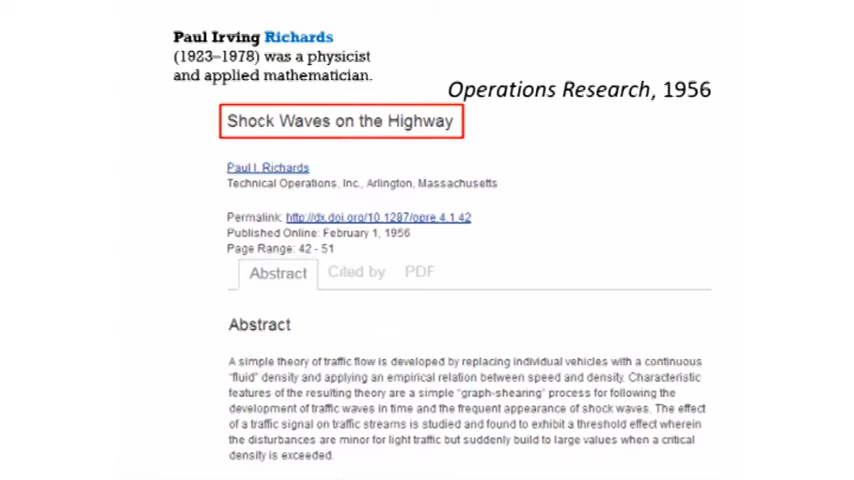 Paul Irving Richards
(1923–1978) was a physicist
and applied mathematician.
Operations Research, 1956
Shock Waves on the Highway
Paul I. Richards
Technical Operations, Inc., Arlington, Massachusetts
Permalink: http://dx.doi.org/10.1287/opre.4.1.42
Published Online: February 1, 1956
Page Range: 42 - 51
Abstract Cited by PDF
Abstract
A simple theory of traffic flow is developed by replacing individual vehicles with a continuous
“fluid” density and applying an empirical relation between speed and density. Characteristic
features of the resulting theory are a simple “graph-shearing” process for following the
development of traffic waves in time and the frequent appearance of shock waves. The effect
of a traffic signal on traffic streams is studied and found to exhibit a threshold effect wherein
the disturbances are minor for light traffic but suddenly build to large values when a critical
density is exceeded.